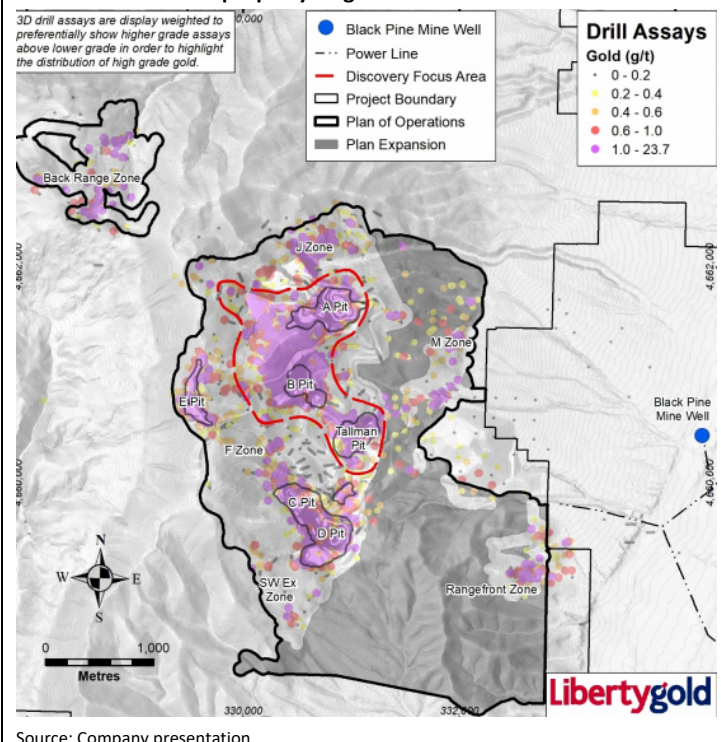 3D drill assays are display weighted to
preferentially show higher grade assays
above lower grade in order to highlight
the distribution of high grade gold.
Black Pine Mine Well
Power Line
Discovery Focus Area
Project Boundary
Plan of Operations
Plan Expansion
Drill Assays
Gold (g/t)
0 - 0.2
0.2 - 0.4
0.4 - 0.6
0.6 - 1.0
1.0 - 23.7
Back Range Zone
J Zone
4,662,000
A Pit
M Zone
B Pit
E Pit
Black Pine
Mine Well
Tallman
Pit
F Zone
4,660,000
C Pit
D Pit
N
W E
S
SW Ex
Zone
Rangefront Zone
0 1,000
Metres
330,000 332,000
Libertygold
Source: Company presentation